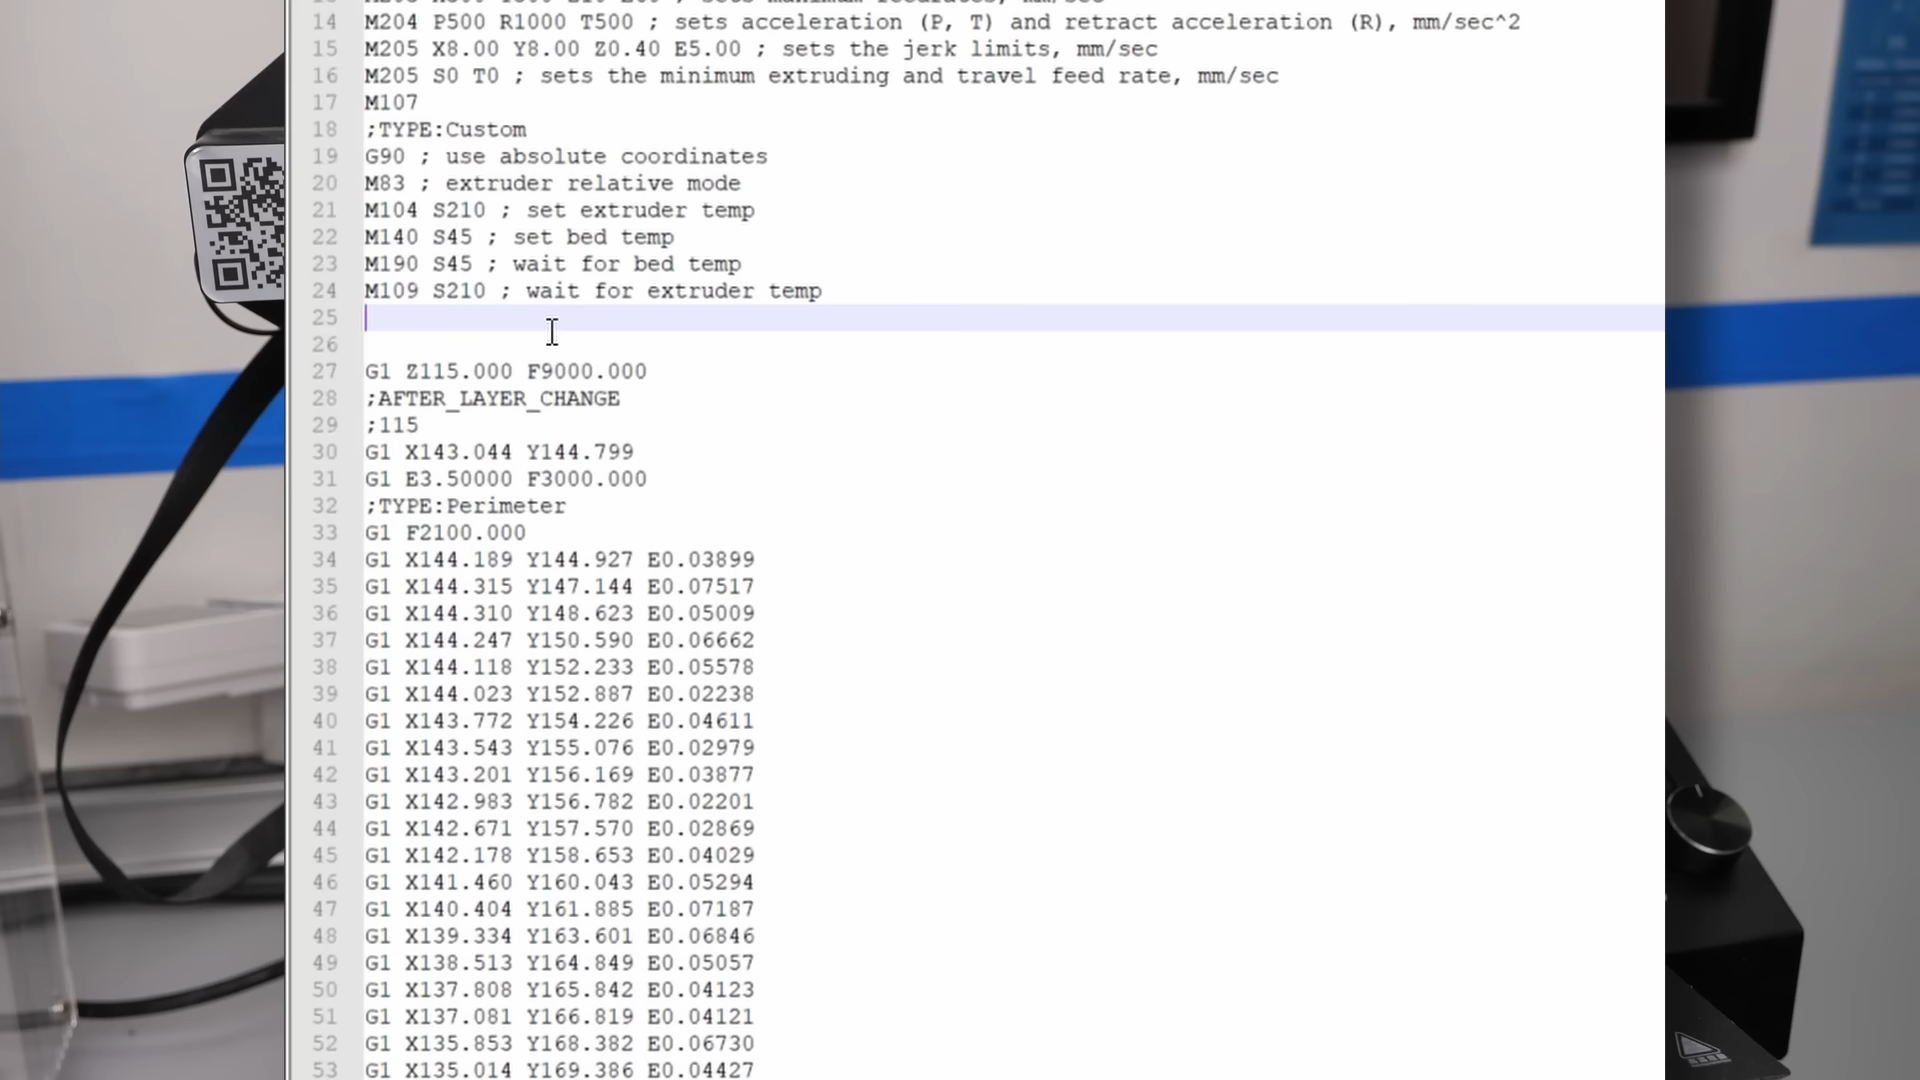 14 M204 P500 R1000 T500 ; sets acceleration (P, T) and retract acceleration (R), mm/sec^2
15 M205 X8.00 Y8.00 Z0.40 E5.00 ; sets the jerk limits, mm/sec
16 M205 S0 T0 ; sets the minimum extruding and travel feed rate, mm/sec
17 M107
18 ;TYPE:Custom
19 G90 ; use absolute coordinates
20 M83 ; extruder relative mode
21 M104 S210 ; set extruder temp
22 M140 S45 ; set bed temp
23 M190 S45 ; wait for bed temp
24 M109 S210 ; wait for extruder temp
25
26
27 G1 Z115.000 F9000.000
28 ;AFTER_LAYER_CHANGE
29 ;115
30 G1 X143.044 Y144.799
31 G1 E3.50000 F3000.000
32 ;TYPE:Perimeter
33 G1 F2100.000
34 G1 X144.189 Y144.927 E0.03899
35 G1 X144.315 Y147.144 E0.07517
36 G1 X144.310 Y148.623 E0.05009
37 G1 X144.247 Y150.590 E0.06662
38 G1 X144.118 Y152.233 E0.05578
39 G1 X144.023 Y152.887 E0.02238
40 G1 X143.772 Y154.226 E0.04611
41 G1 X143.543 Y155.076 E0.02979
42 G1 X143.201 Y156.169 E0.03877
43 G1 X142.983 Y156.782 E0.02201
44 G1 X142.671 Y157.570 E0.02869
45 G1 X142.178 Y158.653 E0.04029
46 G1 X141.460 Y160.043 E0.05294
47 G1 X140.404 Y161.885 E0.07187
48 G1 X139.334 Y163.601 E0.06846
49 G1 X138.513 Y164.849 E0.05057
50 G1 X137.808 Y165.842 E0.04123
51 G1 X137.081 Y166.819 E0.04121
52 G1 X135.853 Y168.382 E0.06730
53 G1 X135.014 Y169.386 E0.04427